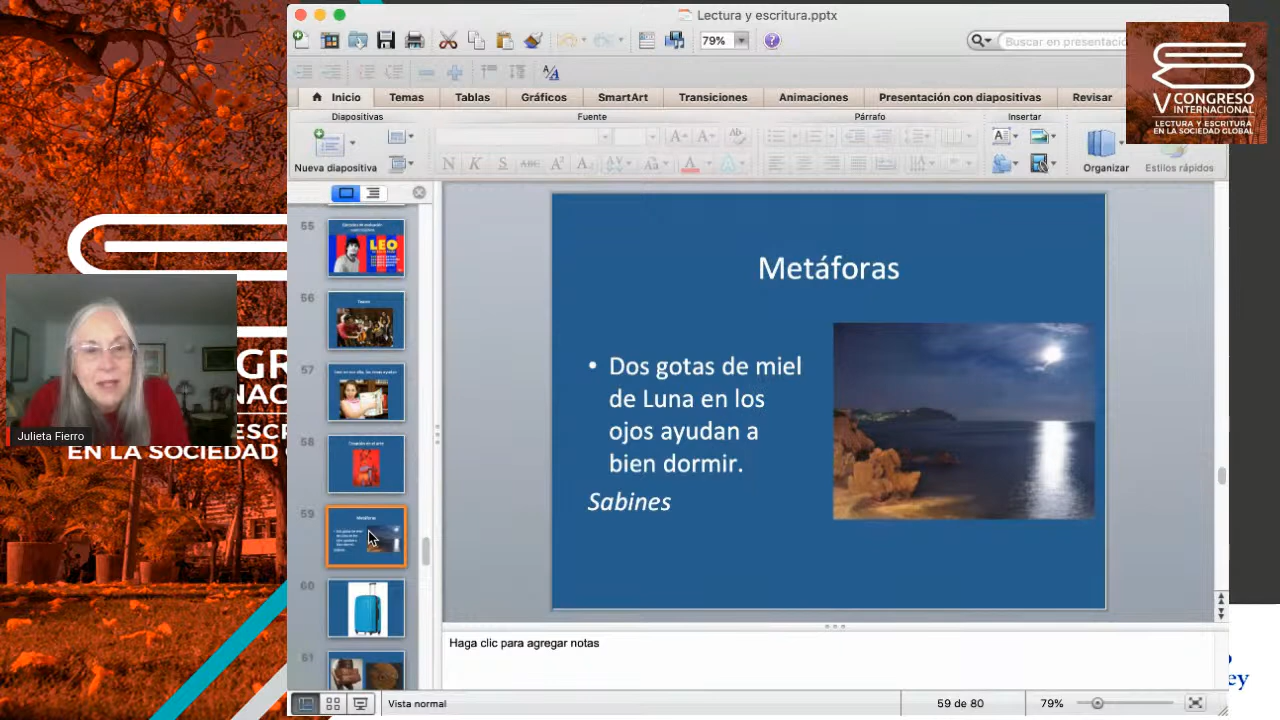 Lectura y escritura.pptx
79%
Buscar en presentació
Inicio
Temas
Tablas
Gráficos
SmartArt
Transiciones
Animaciones
Presentación con diapositivas
Revisar
Diapositivas
Fuente
Párrafo
Insertar
Nueva diapositiva
Organizar
Estilos rápidos
V CONGRESO
INTERNACIONAL
LECTURA Y ESCRITURA
EN LA SOCIEDAD GLOBAL
55
LEO
56
57
58
59
Metáforas
60
61
Metáforas
• Dos gotas de miel
de Luna en los
ojos ayudan a
bien dormir.
Sabines
Julieta Fierro
EN LA SOCIEDAD
Haga clic para agregar notas
Vista normal
59 de 80
79%